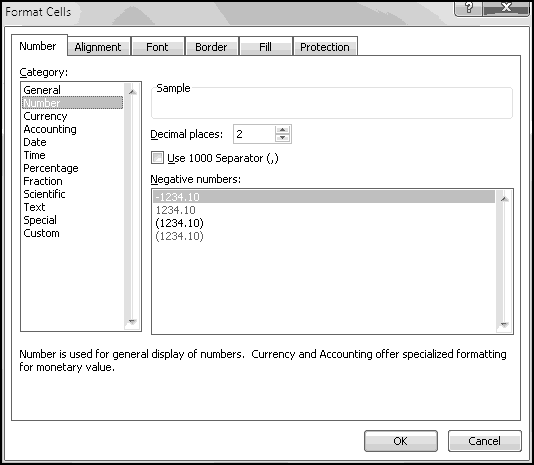 Format Cells
?
Number Alignment Font Border Fill Protection
Category:
General
Number
Currency
Accounting
Date
Time
Percentage
Fraction
Scientific
Text
Special
Custom
Sample
Decimal places: 2
Use 1000 Separator (,)
Negative numbers:
-1234.10
1234.10
(1234.10)
(1234.10)
Number is used for general display of numbers. Currency and Accounting offer specialized formatting
for monetary value.
OK Cancel